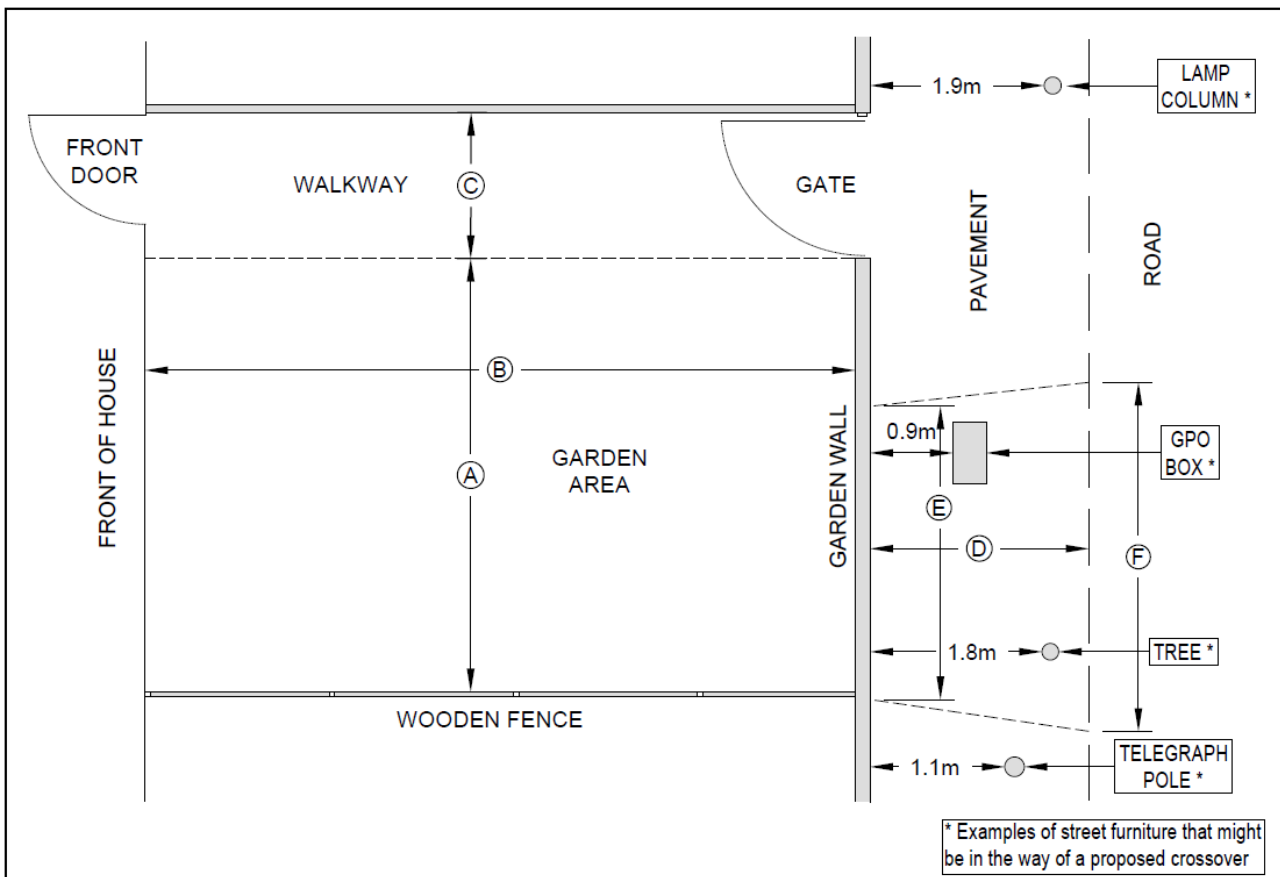 1.9m
LAMP
COLUMN *
FRONT
DOOR
WALKWAY
C
GATE
PAVEMENT
ROAD
FRONT OF HOUSE
B
GARDEN WALL
0.9m
GPO
BOX *
GARDEN
AREA
A
E
D
F
1.8m
TREE *
WOODEN FENCE
1.1m
TELEGRAPH
POLE *
* Examples of street furniture that might
be in the way of a proposed crossover